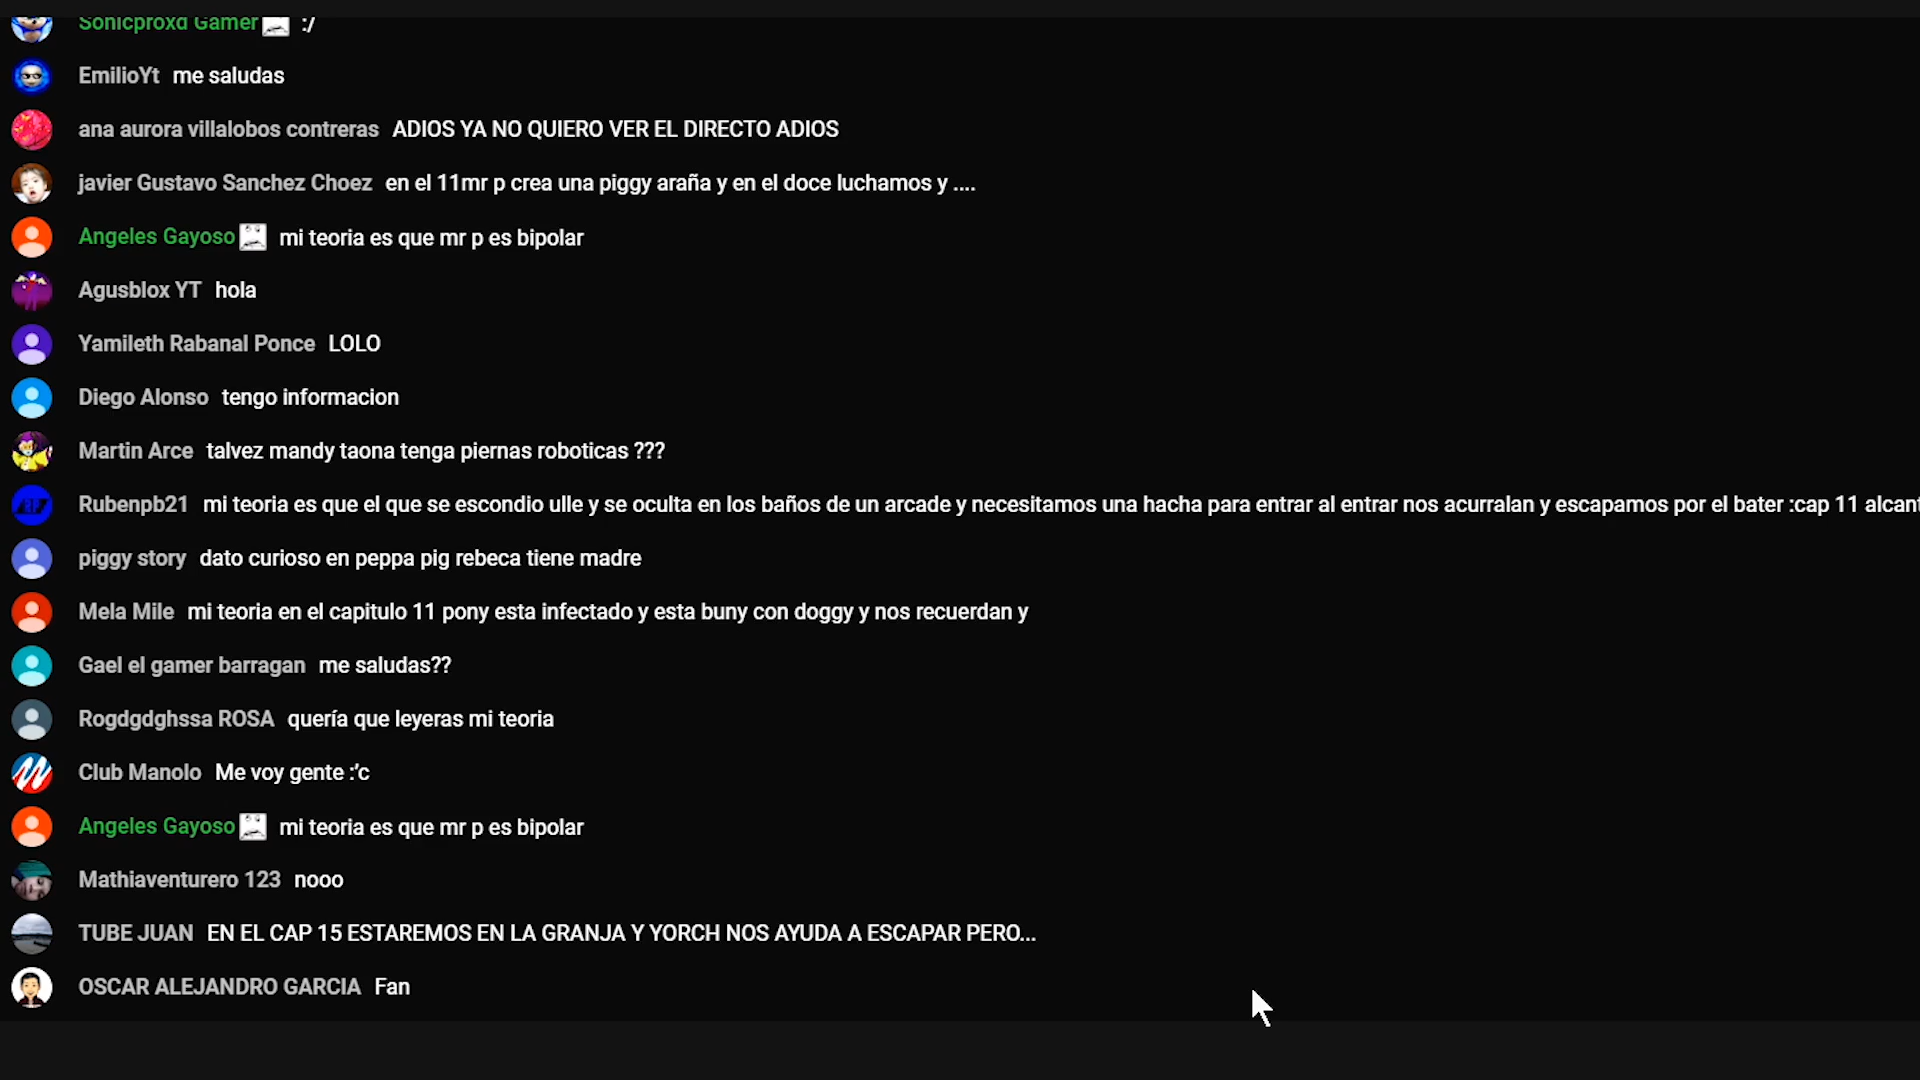 Sonicproxd Gamer :/
EmilioYt me saludas
ana aurora villalobos contreras ADIOS YA NO QUIERO VER EL DIRECTO ADIOS
javier Gustavo Sanchez Choez en el 11mr p crea una piggy araña y en el doce luchamos y ....
Angeles Gayoso mi teoria es que mr p es bipolar
Agusblox YT hola
Yamileth Rabanal Ponce LOLO
Diego Alonso tengo informacion
Martin Arce talvez mandy taona tenga piernas roboticas ???
Rubenpb21 mi teoria es que el que se escondio ulle y se oculta en los baños de un arcade y necesitamos una hacha para entrar al entrar nos acurralan y escapamos por el bater :cap 11 alcant
piggy story dato curioso en peppa pig rebeca tiene madre
Mela Mile mi teoria en el capitulo 11 pony esta infectado y esta buny con doggy y nos recuerdan y
Gael el gamer barragan me saludas??
Rogdgdghssa ROSA quería que leyeras mi teoria
Club Manolo Me voy gente :'c
Angeles Gayoso mi teoria es que mr p es bipolar
Mathiaventurero 123 nooo
TUBE JUAN EN EL CAP 15 ESTAREMOS EN LA GRANJA Y YORCH NOS AYUDA A ESCAPAR PERO...
OSCAR ALEJANDRO GARCIA Fan